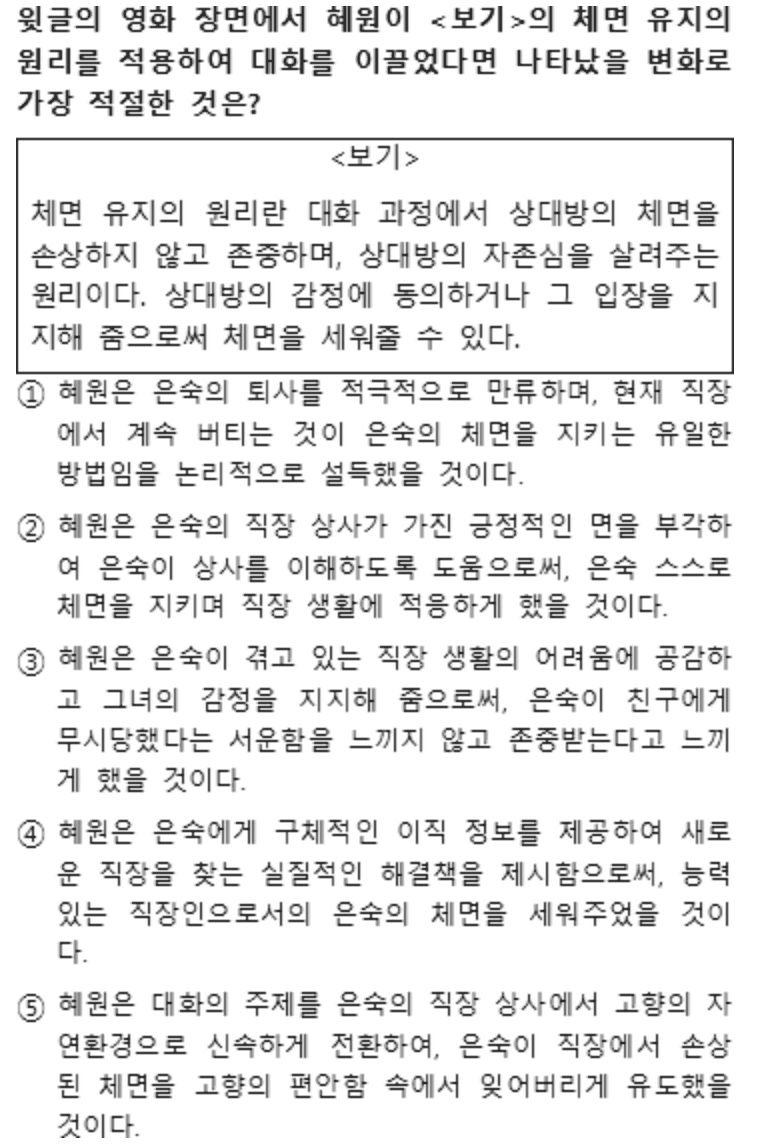 윗글의 영화 장면에서 혜원이 <보기>의 체면 유지의
원리를 적용하여 대화를 이끌었다면 나타났을 변화로
가장 적절한 것은?
<보기>
체면 유지의 원리란 대화 과정에서 상대방의 체면을
손상하지 않고 존중하며, 상대방의 자존심을 살려주는
원리이다. 상대방의 감정에 동의하거나 그 입장을 지
지해 줌으로써 체면을 세워줄 수 있다.
① 혜원은 은숙의 퇴사를 적극적으로 만류하며, 현재 직장
에서 계속 버티는 것이 은숙의 체면을 지키는 유일한
방법임을 논리적으로 설득했을 것이다.
② 혜원은 은숙의 직장 상사가 가진 긍정적인 면을 부각하
여 은숙이 상사를 이해하도록 도움으로써, 은숙 스스로
체면을 지키며 직장 생활에 적응하게 했을 것이다.
③ 혜원은 은숙이 겪고 있는 직장 생활의 어려움에 공감하
고 그녀의 감정을 지지해 줌으로써, 은숙이 친구에게
무시당했다는 서운함을 느끼지 않고 존중받는다고 느끼
게 했을 것이다.
④ 혜원은 은숙에게 구체적인 이직 정보를 제공하여 새로
운 직장을 찾는 실질적인 해결책을 제시함으로써, 능력
있는 직장인으로서의 은숙의 체면을 세워주었을 것이
다.
⑤ 혜원은 대화의 주제를 은숙의 직장 상사에서 고향의 자
연환경으로 신속하게 전환하여, 은숙이 직장에서 손상
된 체면을 고향의 편안함 속에서 잊어버리게 유도했을
것이다.